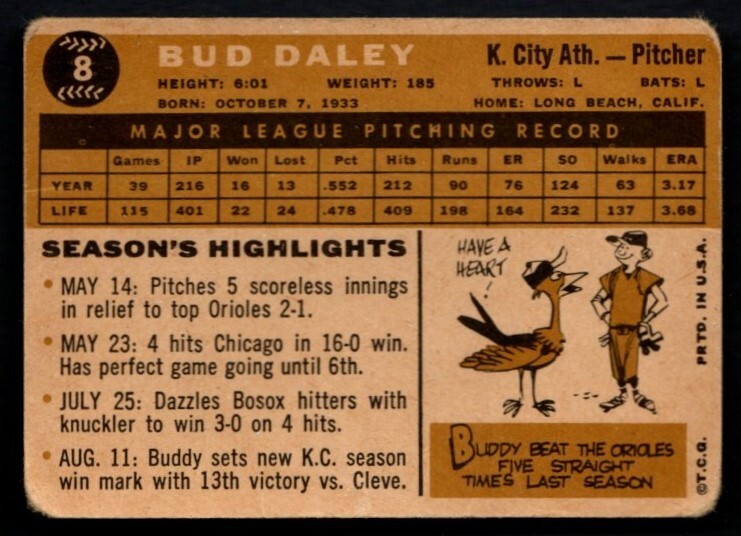 8
BUD DALEY
K. City Ath. — Pitcher
HEIGHT: 6:01 WEIGHT: 185 THROWS: L BATS: L
BORN: OCTOBER 7, 1933 HOME: LONG BEACH, CALIF.
MAJOR LEAGUE PITCHING RECORD
Games IP Won Lost Pct Hits Runs ER SO Walks ERA
YEAR 39 216 16 13 .552 212 90 76 124 63 3.17
LIFE 115 401 22 24 .478 409 198 164 232 137 3.68
SEASON'S HIGHLIGHTS
• MAY 14: Pitches 5 scoreless innings
in relief to top Orioles 2-1.
• MAY 23: 4 hits Chicago in 16-0 win.
Has perfect game going until 6th.
• JULY 25: Dazzles Bosox hitters with
knuckler to win 3-0 on 4 hits.
• AUG. 11: Buddy sets new K.C. season
win mark with 13th victory vs. Cleve.
HAVE A
HEART
!
BUDDY BEAT THE ORIOLES
FIVE STRAIGHT
TIMES LAST SEASON
©T.C.G. PRTD. IN U.S.A.